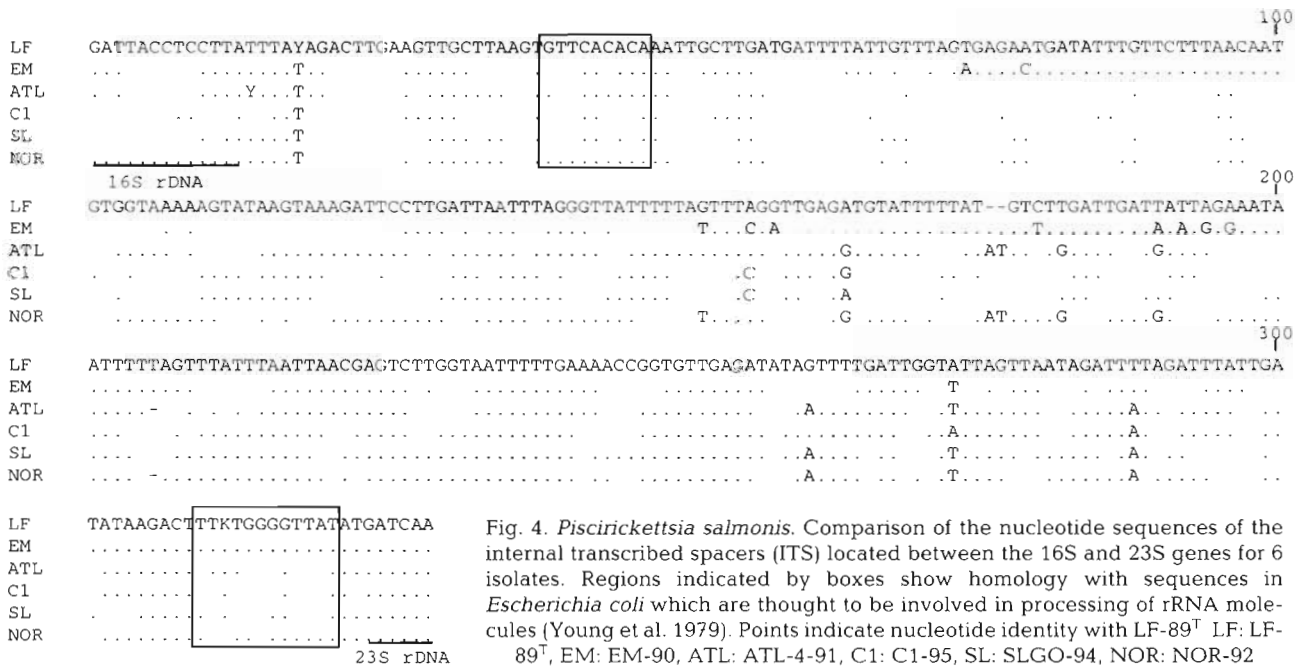 100
LF GATTACCTCCTTATTTAYAGACTTGAAGTTGCTTAAGTGTTCACACAAATTGCTTGATGATTTTATTGTTTAGTGAGAATGATATTTGTTCTTTAACAAT
EM .................T.......................................................A....C.....................
ATL .............Y...T..................................................................................
C1 .................T..................................................................................
SL .................T..................................................................................
NOR .................T..................................................................................
16S rDNA
200
LF GTGGTAAAAAGTATAAGTAAAGATTCCTTGATTAATTTAGGGTTATTTTTAGTTTAGGTTGAGATGTATTTTTAT--GTCTTGATTGATTATTAGAAATA
EM ...................................................T...C.A.....................T.........A.A.G.G....
ATL ...............................................................G...........AT....G.......G..........
C1 .......................................................C.......G....................................
SL .......................................................C.......A....................................
NOR ...................................................T...........G...........AT....G.......G..........
300
LF ATTTTTAGTTTATTTAATTAACGAGTCTTGGTAATTTTTGAAAACCGGTGTTGAGATATAGTTTTGATTGGTATTAGTTAATAGATTTTAGATTTATTGA
EM ........................................................................T...........................
ATL .....-......................................................A...........T..............A............
C1 ........................................................................A..............A............
SL ............................................................A...........T..............A............
NOR .....-......................................................A...........T..............A............
LF TATAAGACTTTKTGGGGTTATATGATCAA
EM .............................
ATL .............................
C1 .............................
SL .............................
NOR .............................
23S rDNA
Fig. 4. Piscirickettsia salmonis. Comparison of the nucleotide sequences of the
internal transcribed spacers (ITS) located between the 16S and 23S genes for 6
isolates. Regions indicated by boxes show homology with sequences in
Escherichia coli which are thought to be involved in processing of rRNA mole-
cules (Young et al. 1979). Points indicate nucleotide identity with LF-89T LF: LF-
89T, EM: EM-90, ATL: ATL-4-91, C1: C1-95, SL: SLGO-94, NOR: NOR-92